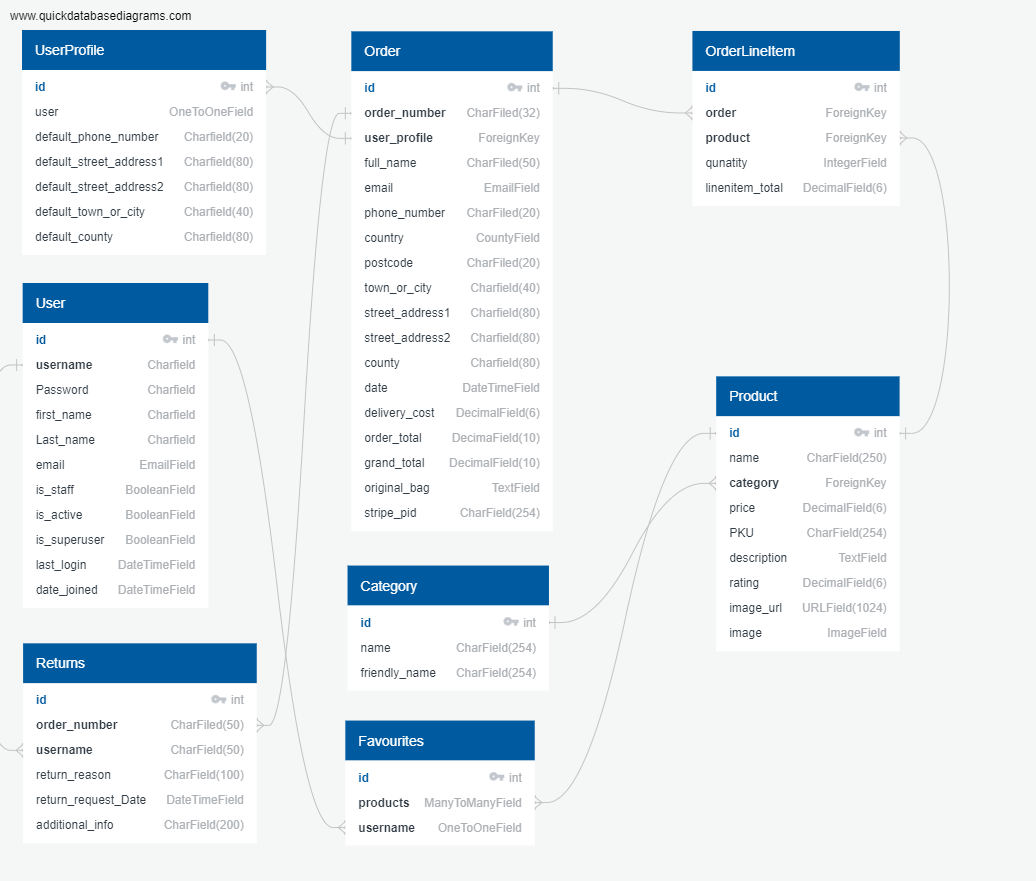 www.quickdatabasediagrams.com
UserProfile
id int
user OneToOneField
default_phone_number Charfield(20)
default_street_address1 Charfield(80)
default_street_address2 Charfield(80)
default_town_or_city Charfield(40)
default_county Charfield(80)
User
id int
username Charfield
Password Charfield
first_name Charfield
Last_name Charfield
email EmailField
is_staff BooleanField
is_active BooleanField
is_superuser BooleanField
last_login DateTimeField
date_joined DateTimeField
Returns
id int
order_number CharFiled(50)
username CharField(50)
return_reason CharField(100)
return_request_Date DateTimeField
additional_info CharField(200)
Order
id int
order_number CharFiled(32)
user_profile ForeignKey
full_name CharFiled(50)
email EmailField
phone_number CharFiled(20)
country CountyField
postcode CharFiled(20)
town_or_city Charfield(40)
street_address1 Charfield(80)
street_address2 Charfield(80)
county Charfield(80)
date DateTimeField
delivery_cost DecimalField(6)
order_total DecimaField(10)
grand_total DecimalField(10)
original_bag TextField
stripe_pid CharField(254)
Category
id int
name CharField(254)
friendly_name CharField(254)
Favourites
id int
products ManyToManyField
username OneToOneField
OrderLineItem
id int
order ForeignKey
product ForeignKey
qunatity IntegerField
linenitem_total DecimalField(6)
Product
id int
name CharField(250)
category ForeignKey
price DecimalField(6)
PKU CharField(254)
description TextField
rating DecimalField(6)
image_url URLField(1024)
image ImageField